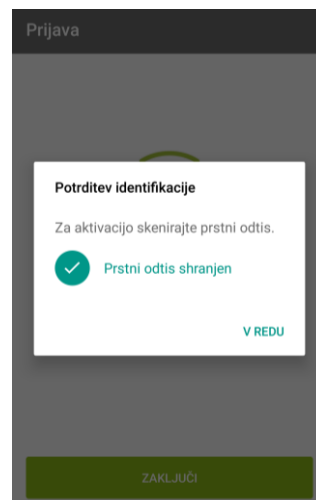 Prijava
Potrditev identifikacije
Za aktivacijo skenirajte prstni odtis.
Prstni odtis shranjen
V REDU
ZAKLJUČI